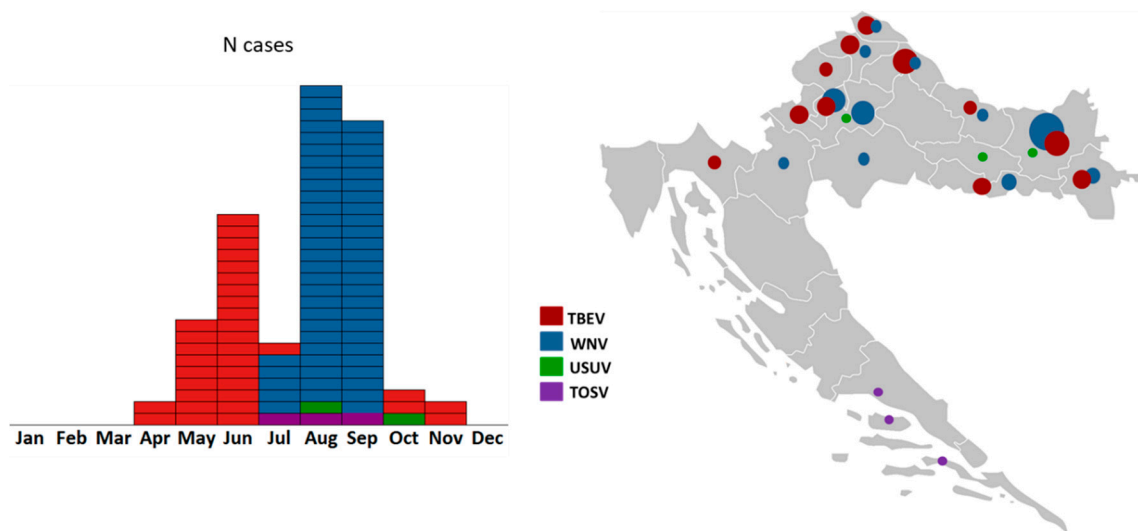 N cases
Jan Feb Mar Apr May Jun Jul Aug Sep Oct Nov Dec
TBEV
WNV
USUV
TOSV